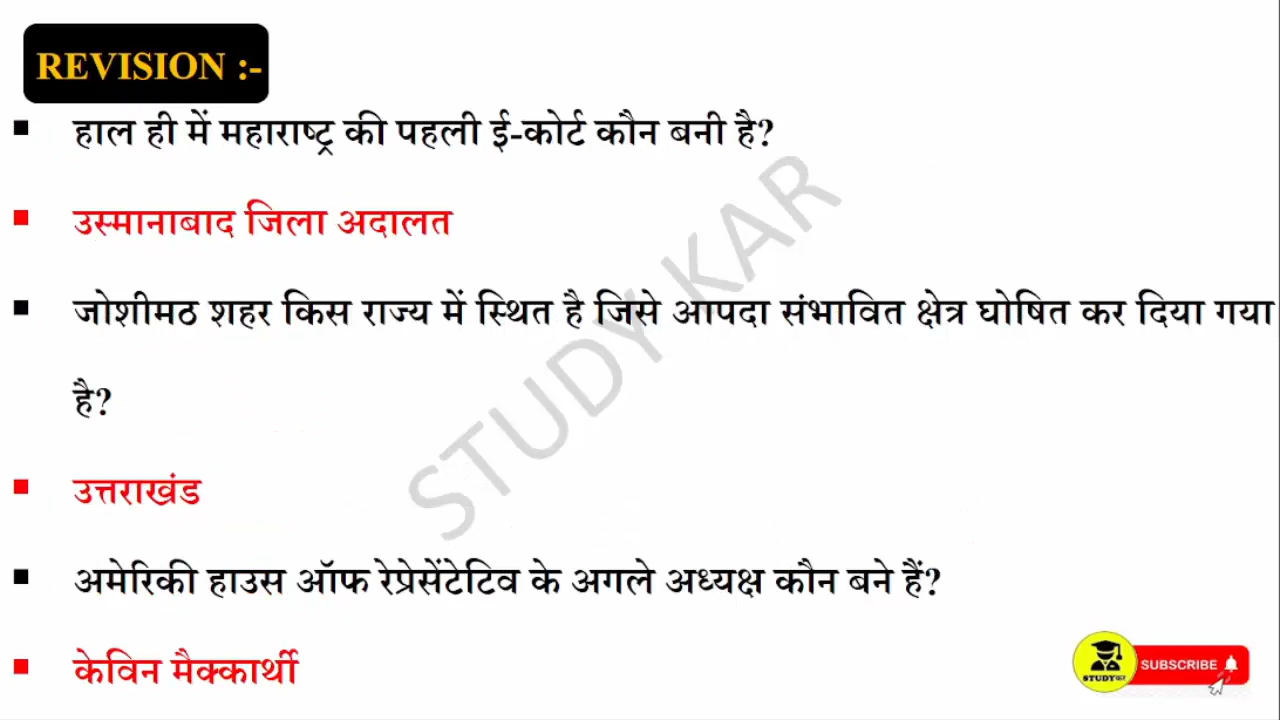 REVISION :-
हाल ही में महाराष्ट्र की पहली ई-कोर्ट कौन बनी है?
उस्मानाबाद जिला अदालत
जोशीमठ शहर किस राज्य में स्थित है जिसे आपदा संभावित क्षेत्र घोषित कर दिया गया
है?
उत्तराखंड
अमेरिकी हाउस ऑफ रेप्रेसेंटेटिव के अगले अध्यक्ष कौन बने हैं?
केविन मैक्कार्थी
STUDY KAR
STUDYकर
SUBSCRIBE